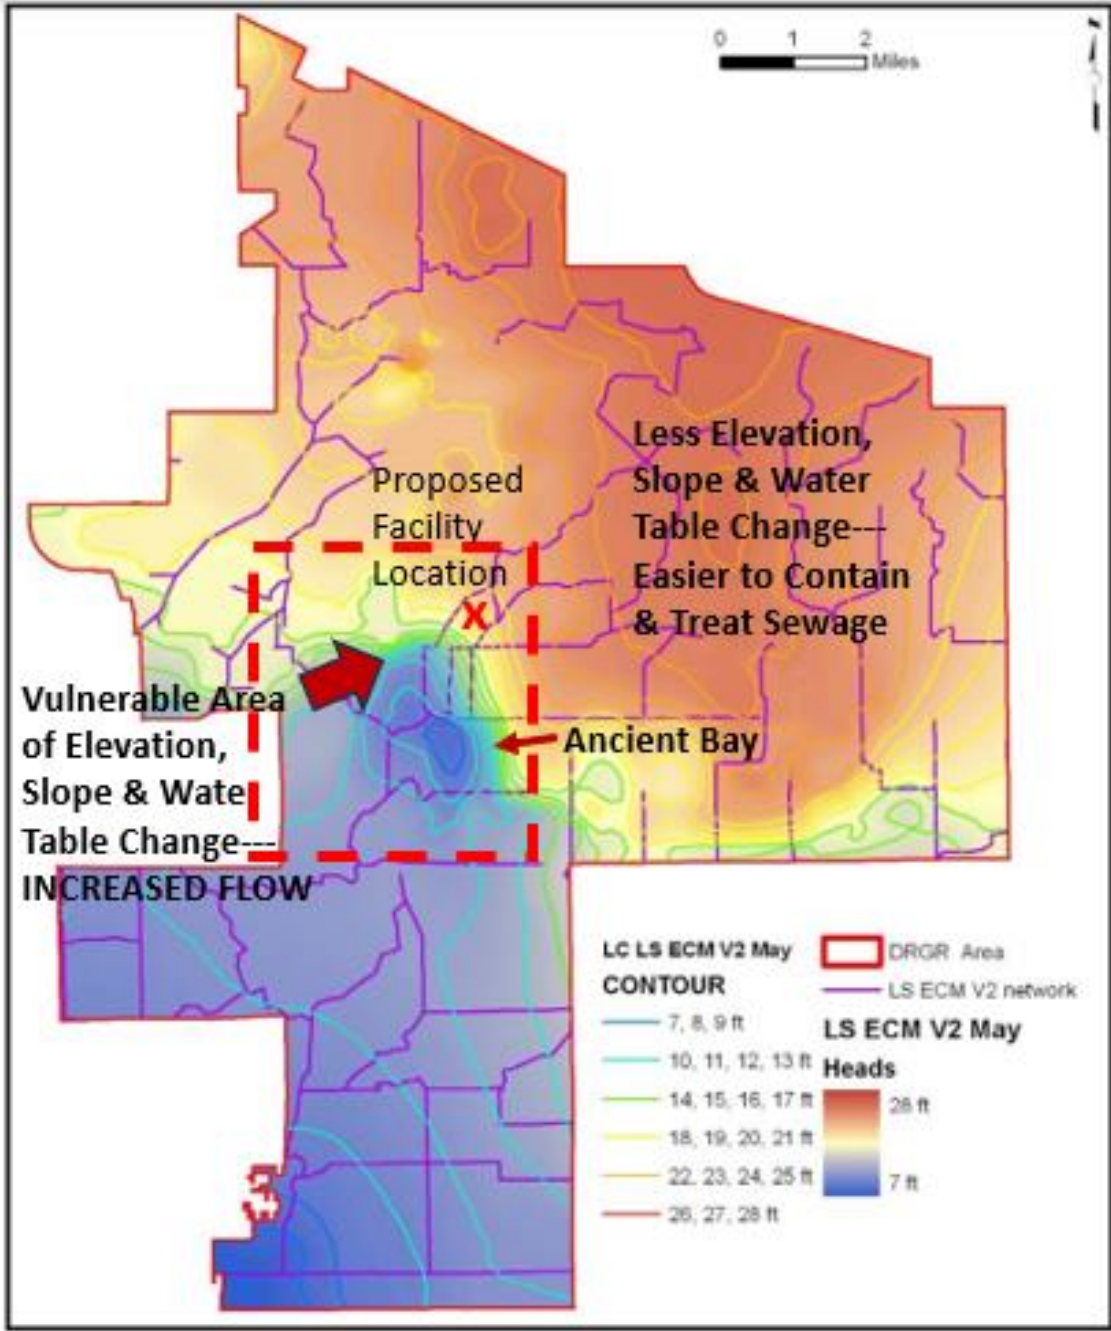 0 1 2
Miles
Less Elevation,
Slope & Water
Table Change---
Easier to Contain
& Treat Sewage
Proposed
Facility
Location
X
Vulnerable Area
of Elevation,
Slope & Wate
Table Change---
INCREASED FLOW
Ancient Bay
LC LS ECM V2 May
CONTOUR
7, 8, 9 ft
10, 11, 12, 13 ft
14, 15, 16, 17 ft
18, 19, 20, 21 ft
22, 23, 24, 25 ft
26, 27, 28 ft
DRGR Area
LS ECM V2 network
LS ECM V2 May
Heads
28 ft
7 ft